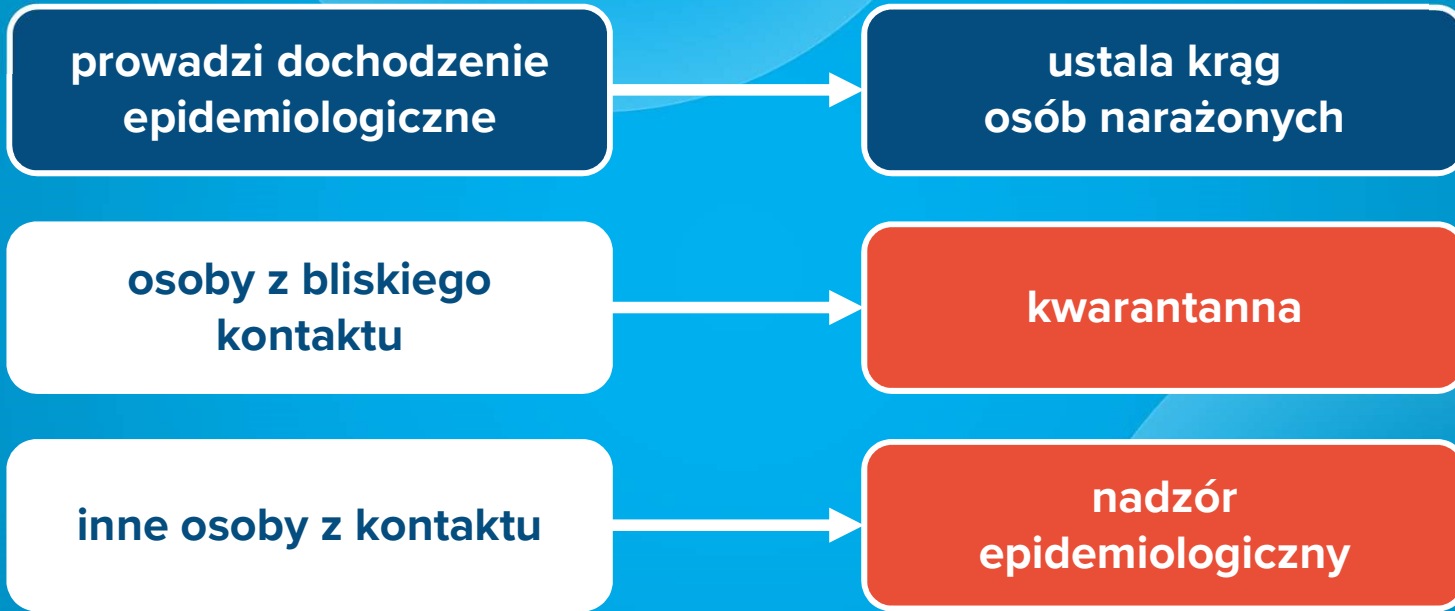 prowadzi dochodzenie
epidemiologiczne
ustala krąg
osób narażonych
osoby z bliskiego
kontaktu
kwarantanna
inne osoby z kontaktu
nadzór
epidemiologiczny